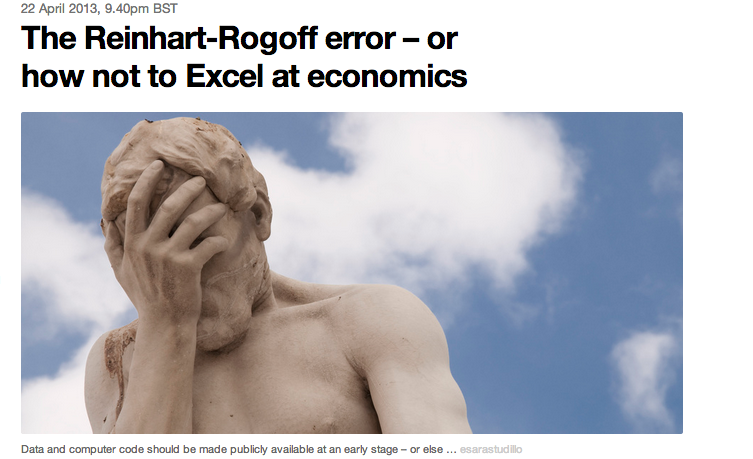 22 April 2013, 9.40pm BST
The Reinhart-Rogoff error – or
how not to Excel at economics
Data and computer code should be made publicly available at an early stage – or else … esarastudillo